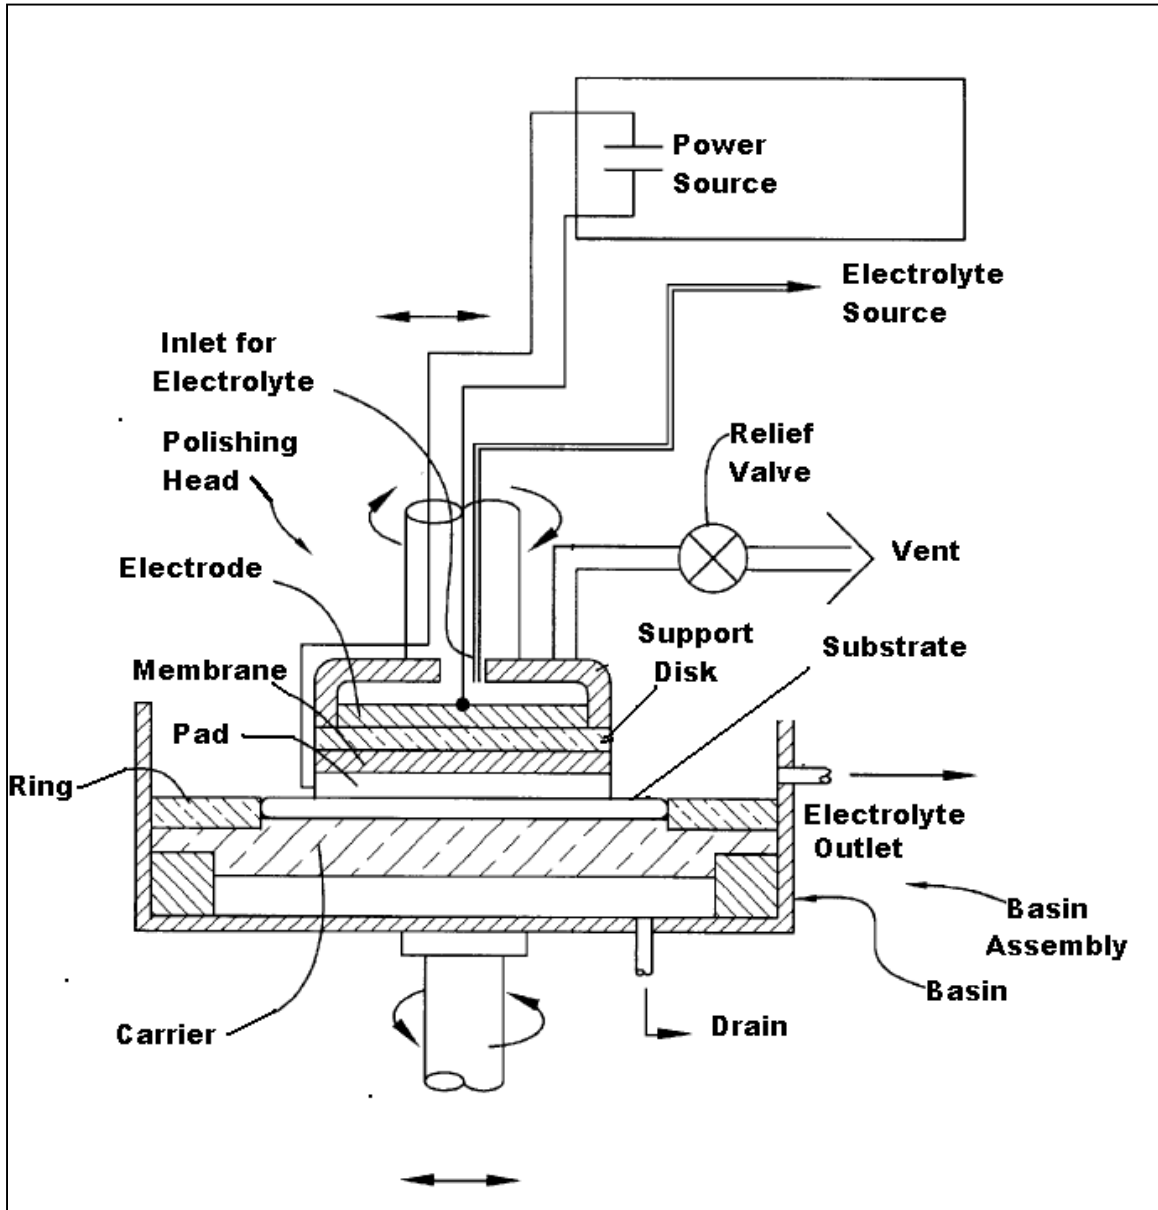 Power
Source
Electrolyte
Source
Inlet for
Electrolyte
Polishing
Head
Relief
Valve
Vent
Electrode
Support
Disk
Substrate
Membrane
Pad
Ring
Electrolyte
Outlet
Basin
Assembly
Basin
Drain
Carrier